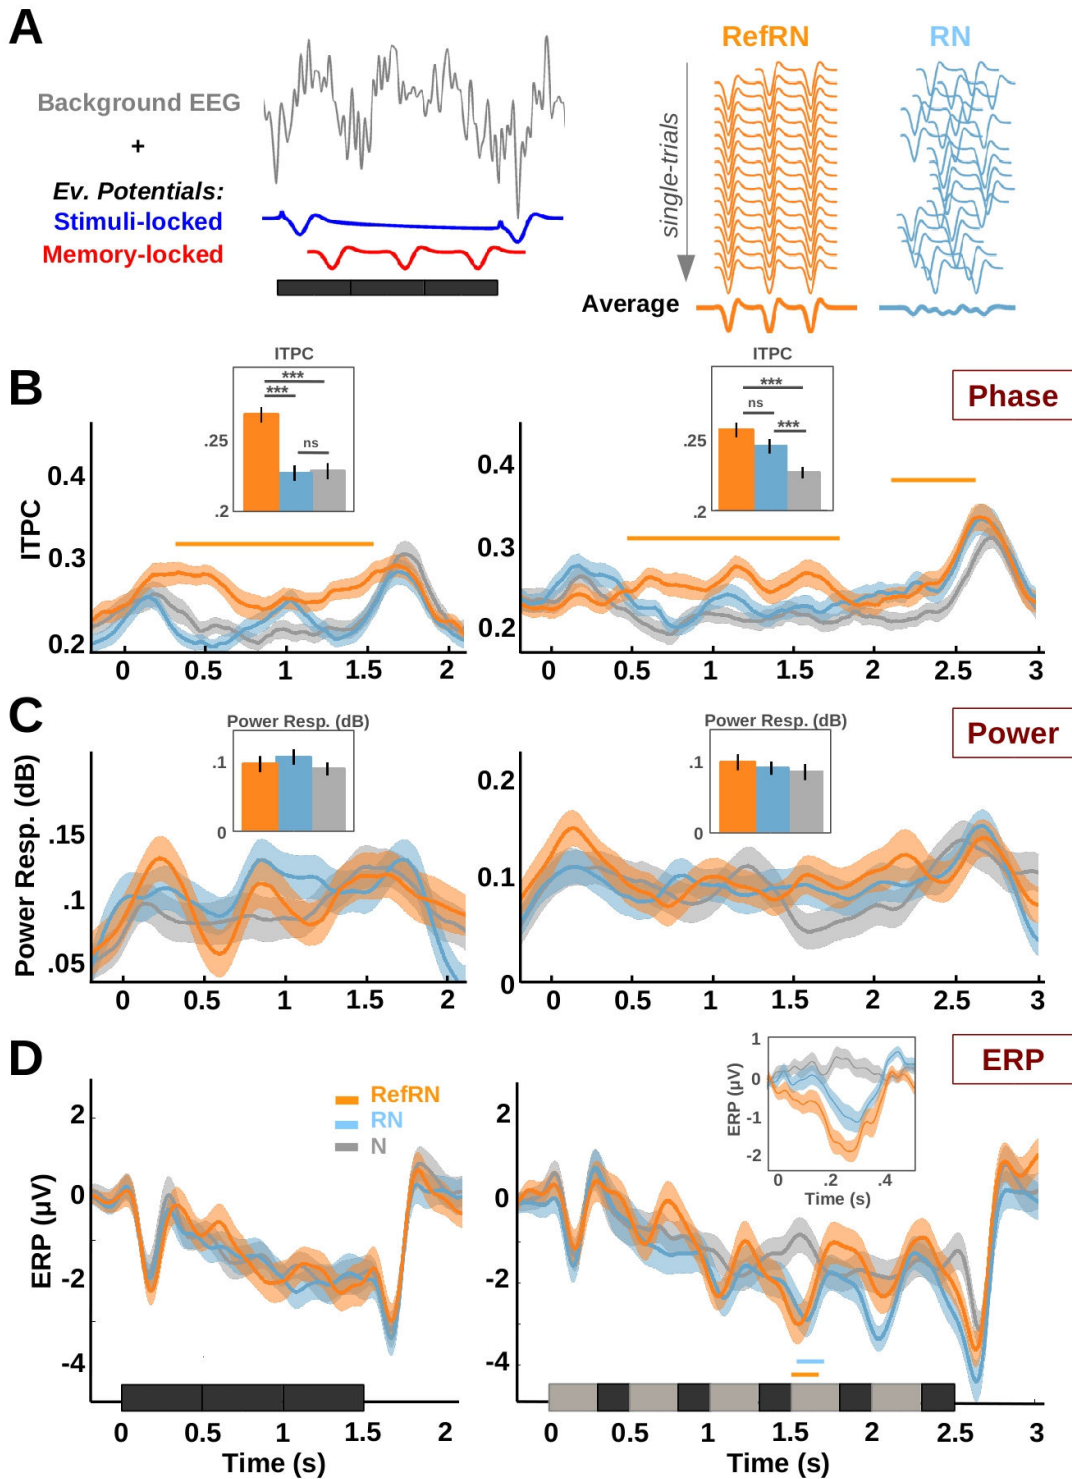 A
RefRN
RN
Background EEG
+
Ev. Potentials:
Stimuli-locked
Memory-locked
single-trials
Average
B
Phase
ITPC
***
***
ns
.25
.2
ITPC
***
ns
***
.25
.2
ITPC
0.4
0.3
0.2
0 0.5 1 1.5 2
0.4
0.3
0.2
0 0.5 1 1.5 2 2.5 3
C
Power
Power Resp. (dB)
.1
0
Power Resp. (dB)
.1
0
Power Resp. (dB)
.15
.1
.05
0 0.5 1 1.5 2
0.2
0.1
0
0 0.5 1 1.5 2 2.5 3
D
ERP
RefRN
RN
N
ERP (µV)
1
0
-1
-2
0 .2 .4
Time (s)
ERP (µV)
2
0
-2
-4
0 0.5 1 1.5 2
Time (s)
2
0
-2
-4
0 0.5 1 1.5 2 2.5 3
Time (s)